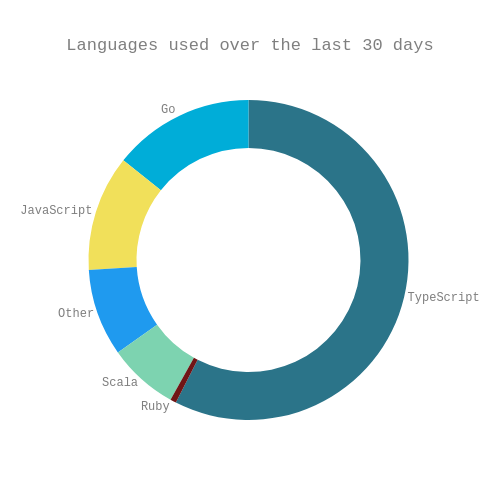 Languages used over the last 30 days
Go
JavaScript
TypeScript
Other
Scala
Ruby